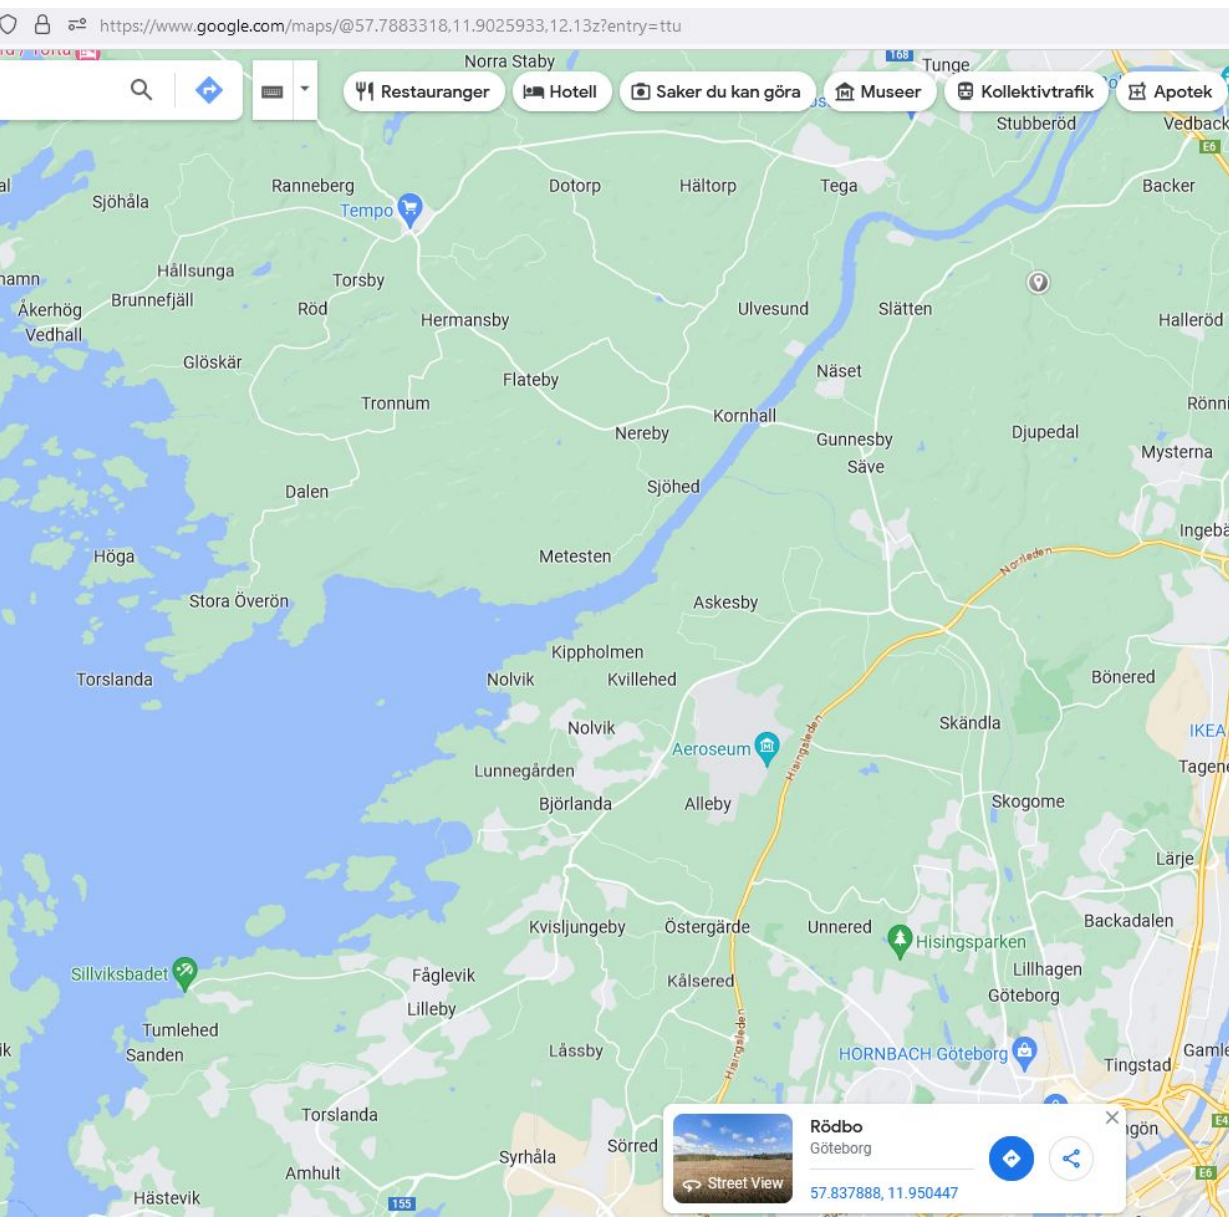 https://www.google.com/maps/@57.7883318,11.9025933,12.13z?entry=ttu
Norra Staby
168
Tunge
Restauranger
Hotell
Saker du kan göra
Museer
Kollektivtrafik
Apotek
Stubberöd
Vedback
E6
Ranneberg
Dotorp
Hältorp
Tega
Backer
Sjöhåla
Tempo
Hållsunga
Torsby
Åkerhög
Brunnefjäll
Röd
Hermansby
Ulvesund
Slätten
Halleröd
Vedhall
Glöskär
Flateby
Näset
Tronnum
Kornhall
Nereby
Gunnesby
Djupedal
Mysterna
Säve
Dalen
Sjöhed
Höga
Metesten
Norrleden
Stora Överön
Askesby
Kippholmen
Torslanda
Nolvik
Kvillehed
Bönered
Nolvik
Aeroseum
Hisingsleden
Skändla
IKEA
Lunnegården
Björlanda
Alleby
Skogome
Lärje
Kvisljungeby
Östergärde
Unnered
Hisingsparken
Backadalen
Sillviksbadet
Fåglevik
Kålsered
Lillhagen
Göteborg
Lilleby
Tumlehed
Sanden
Låssby
Hisingsleden
HORNBACH Göteborg
Tingstad
Torslanda
Sörred
Syrhåla
Amhult
Hästevik
155
Street View
Rödbo
Göteborg
57.837888, 11.950447
E6